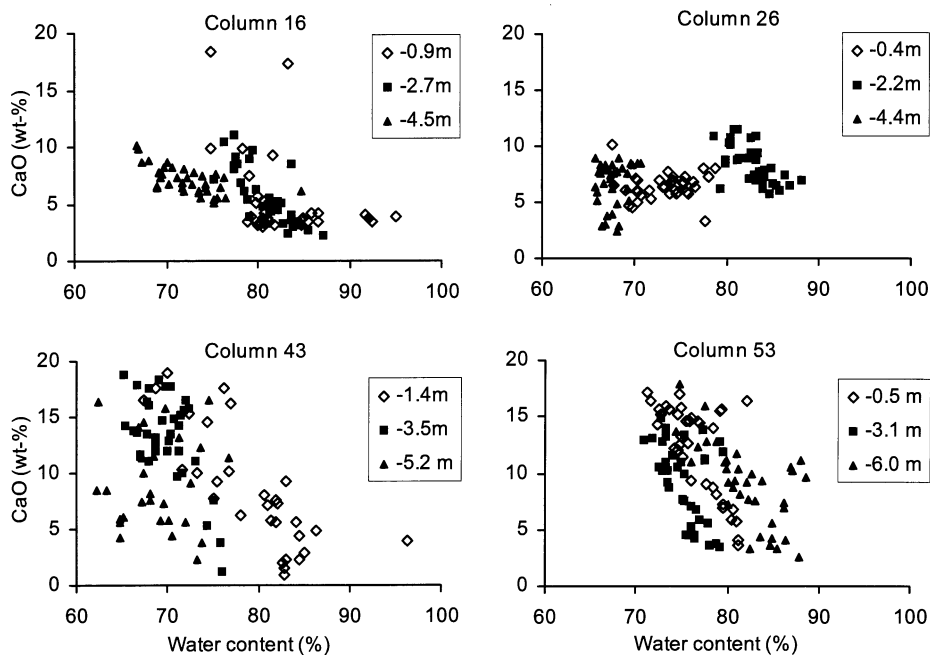 Column 16
Column 26
20
15
10
5
0
CaO (wt-%)
60
70
80
90
100
-0.9m
-2.7m
-4.5m
20
15
10
5
0
60
70
80
90
100
-0.4m
-2.2m
-4.4m
Column 43
Column 53
20
15
10
5
0
CaO (wt-%)
60
70
80
90
100
Water content (%)
-1.4m
-3.5m
-5.2 m
20
15
10
5
0
60
70
80
90
100
Water content (%)
-0.5 m
-3.1 m
-6.0 m